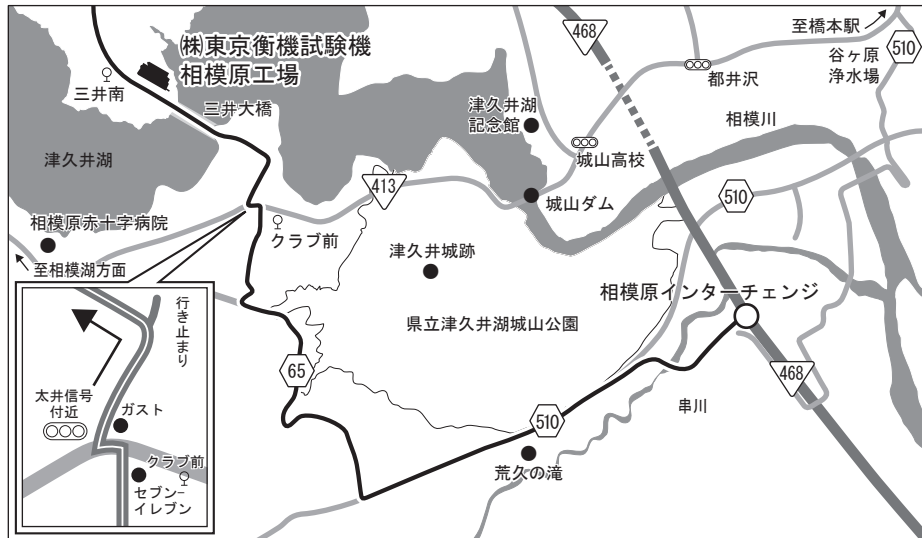 ㈱東京衡機試験機
相模原工場
三井南
三井大橋
津久井湖
相模原赤十字病院
至相模湖方面
クラブ前
413
津久井湖
記念館
城山高校
城山ダム
468
都井沢
至橋本駅
谷ヶ原
浄水場
510
相模川
510
津久井城跡
県立津久井湖城山公園
相模原インターチェンジ
468
65
510
串川
荒久の滝
行き止まり
太井信号
付近
ガスト
クラブ前
セブン-
イレブン